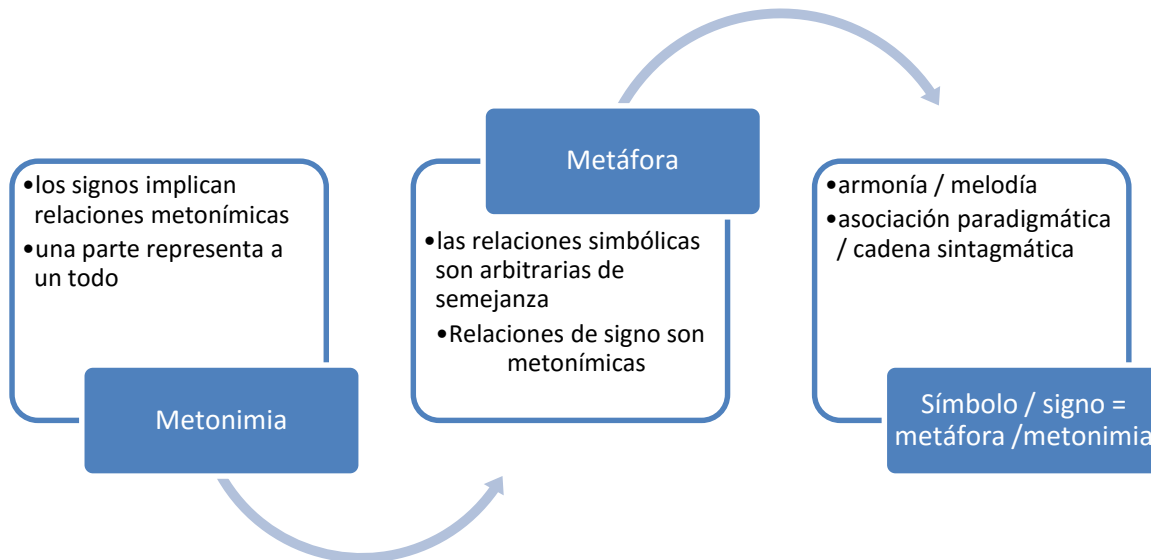 •los signos implican
relaciones metonímicas
•una parte representa a
un todo
Metonimia
Metáfora
•las relaciones simbólicas
son arbitrarias de
semejanza
•Relaciones de signo son
metonímicas
•armonía / melodía
•asociación paradigmática
/ cadena sintagmática
Símbolo / signo =
metáfora /metonimia